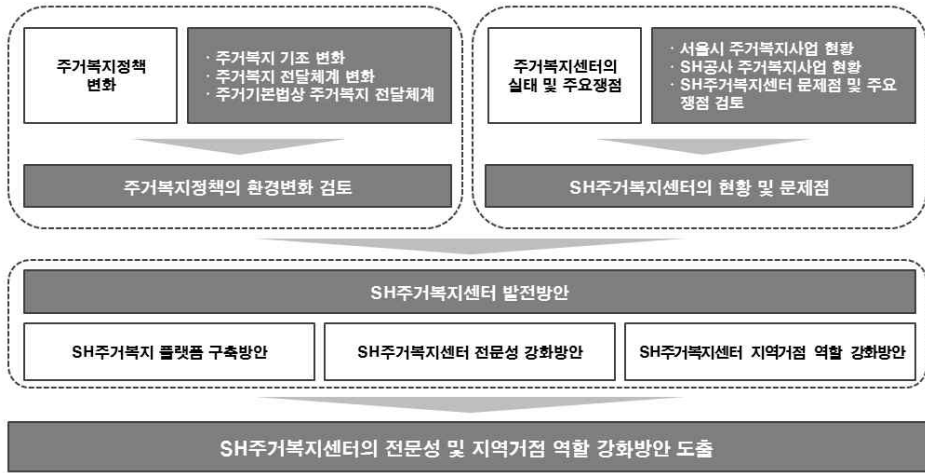 주거복지정책
변화
· 주거복지 기조 변화
· 주거복지 전달체계 변화
· 주거기본법상 주거복지 전달체계
주거복지정책의 환경변화 검토
주거복지센터의
실태 및 주요쟁점
· 서울시 주거복지사업 현황
· SH공사 주거복지사업 현황
· SH주거복지센터 문제점 및 주요
쟁점 검토
SH주거복지센터의 현황 및 문제점
SH주거복지센터 발전방안
SH주거복지 플랫폼 구축방안
SH주거복지센터 전문성 강화방안
SH주거복지센터 지역거점 역할 강화방안
SH주거복지센터의 전문성 및 지역거점 역할 강화방안 도출